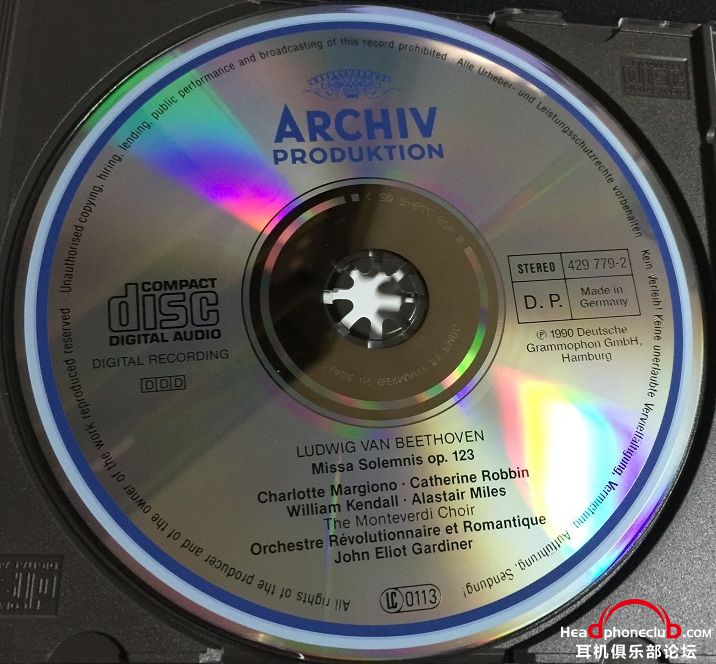 All rights of the producer and of the owner of the work reproduced reserved · Unauthorised copying, hiring, lending, public performance and broadcasting of this record prohibited · Alle Urheber- und Leistungsschutzrechte vorbehalten · Kein Verleih! Keine unerlaubte Vervielfältigung, Vermietung, Aufführung, Sendung!
ARCHIV
PRODUKTION
COMPACT
disc
DIGITAL AUDIO
DIGITAL RECORDING
DDD
STEREO 429 779-2
D. P. Made in
Germany
℗ 1990 Deutsche
Grammophon GmbH,
Hamburg
LUDWIG VAN BEETHOVEN
Missa Solemnis op. 123
Charlotte Margiono · Catherine Robbin
William Kendall · Alastair Miles
The Monteverdi Choir
Orchestre Révolutionnaire et Romantique
John Eliot Gardiner
LC 0113
HeadphonecluD.com
耳机俱乐部论坛